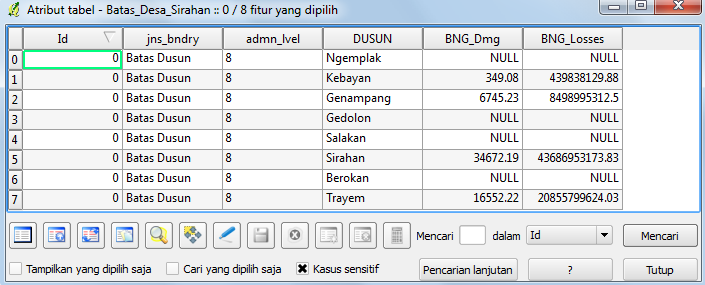 Atribut tabel - Batas_Desa_Sirahan :: 0 / 8 fitur yang dipilih
Id jns_bndry admn_lvel DUSUN BNG_Dmg BNG_Losses
0 0 Batas Dusun 8 Ngemplak NULL NULL
1 0 Batas Dusun 8 Kebayan 349.08 439838129.88
2 0 Batas Dusun 8 Genampang 6745.23 8498995312.5
3 0 Batas Dusun 8 Gedolon NULL NULL
4 0 Batas Dusun 8 Salakan NULL NULL
5 0 Batas Dusun 8 Sirahan 34672.19 43686953173.83
6 0 Batas Dusun 8 Berokan NULL NULL
7 0 Batas Dusun 8 Trayem 16552.22 20855799624.03
Mencari dalam Id Mencari
Tampilkan yang dipilih saja Cari yang dipilih saja Kasus sensitif Pencarian lanjutan ? Tutup